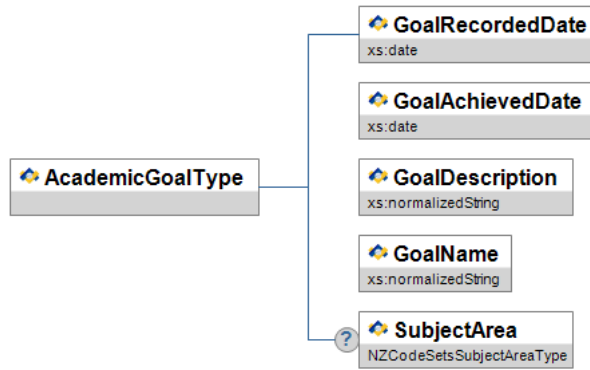 AcademicGoalType
GoalRecordedDate
xs:date
GoalAchievedDate
xs:date
GoalDescription
xs:normalizedString
GoalName
xs:normalizedString
?
SubjectArea
NZCodeSetsSubjectAreaType